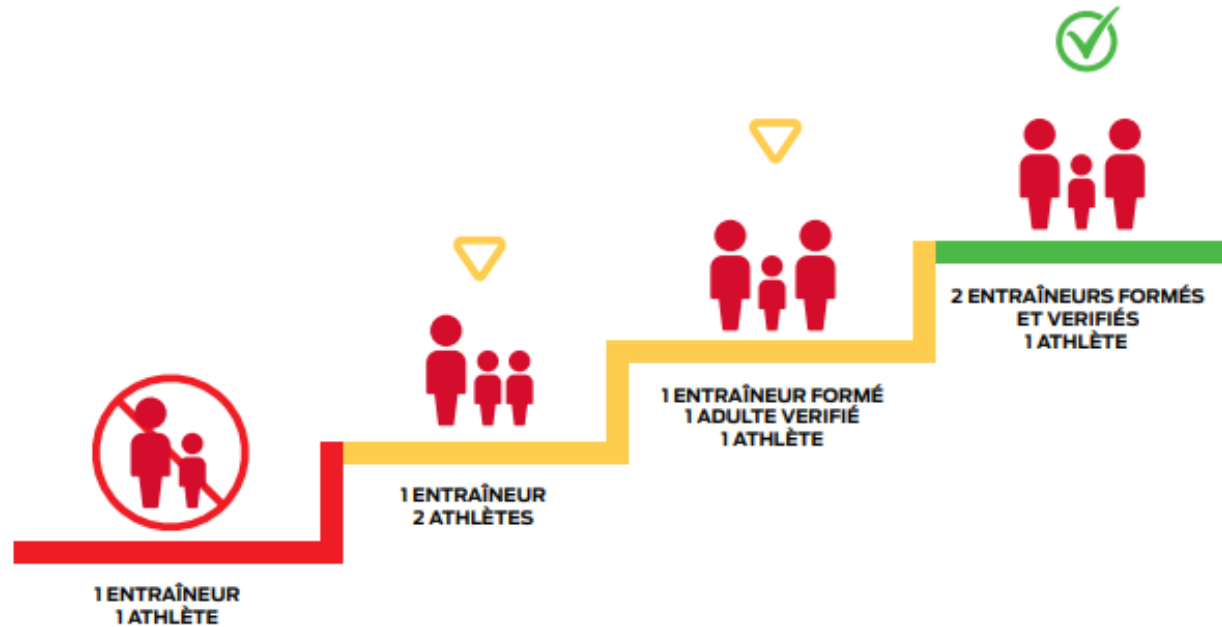 1 ENTRAÎNEUR
1 ATHLÈTE
1 ENTRAÎNEUR
2 ATHLÈTES
1 ENTRAÎNEUR FORMÉ
1 ADULTE VERIFIÉ
1 ATHLÈTE
2 ENTRAÎNEURS FORMÉS
ET VERIFIÉS
1 ATHLÈTE